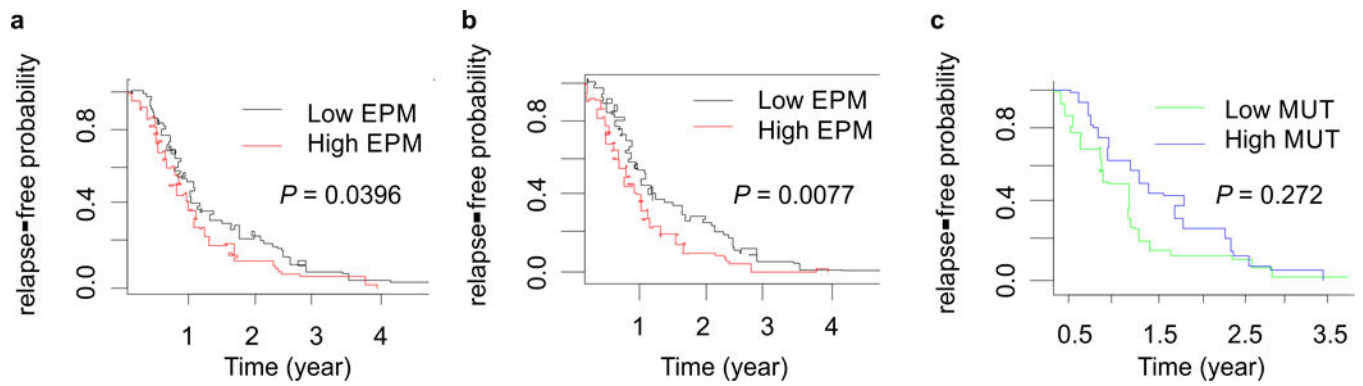 a
relapse-free probability
0.8
0.4
0.0
Low EPM
High EPM
P = 0.0396
1 2 3 4
Time (year)
b
relapse-free probability
0.8
0.4
0.0
Low EPM
High EPM
P = 0.0077
1 2 3 4
Time (year)
c
relapse-free probability
0.8
0.4
0.0
Low MUT
High MUT
P = 0.272
0.5 1.5 2.5 3.5
Time (year)